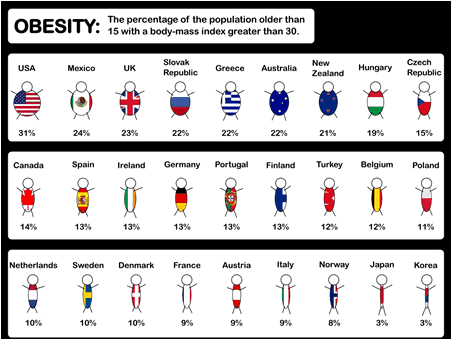 OBESITY: The percentage of the population older than
15 with a body-mass index greater than 30.
USA Mexico UK Slovak Republic Greece Australia New Zealand Hungary Czech Republic
31% 24% 23% 22% 22% 22% 21% 19% 15%
Canada Spain Ireland Germany Portugal Finland Turkey Belgium Poland
14% 13% 13% 13% 13% 13% 12% 12% 11%
Netherlands Sweden Denmark France Austria Italy Norway Japan Korea
10% 10% 10% 9% 9% 9% 8% 3% 3%